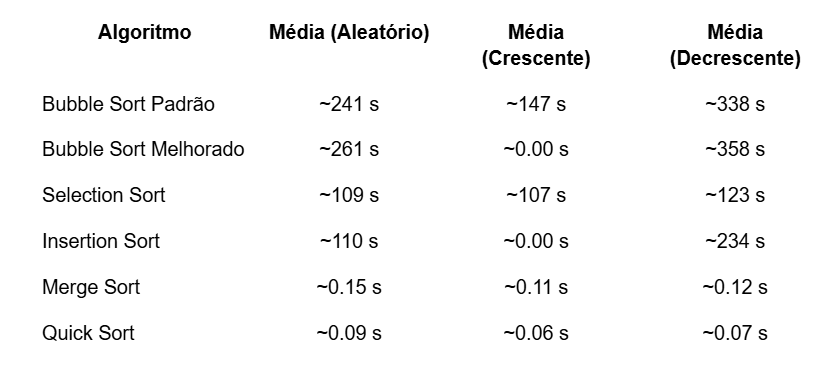 Algoritmo Média (Aleatório) Média (Crescente) Média (Decrescente)
Bubble Sort Padrão ~241 s ~147 s ~338 s
Bubble Sort Melhorado ~261 s ~0.00 s ~358 s
Selection Sort ~109 s ~107 s ~123 s
Insertion Sort ~110 s ~0.00 s ~234 s
Merge Sort ~0.15 s ~0.11 s ~0.12 s
Quick Sort ~0.09 s ~0.06 s ~0.07 s